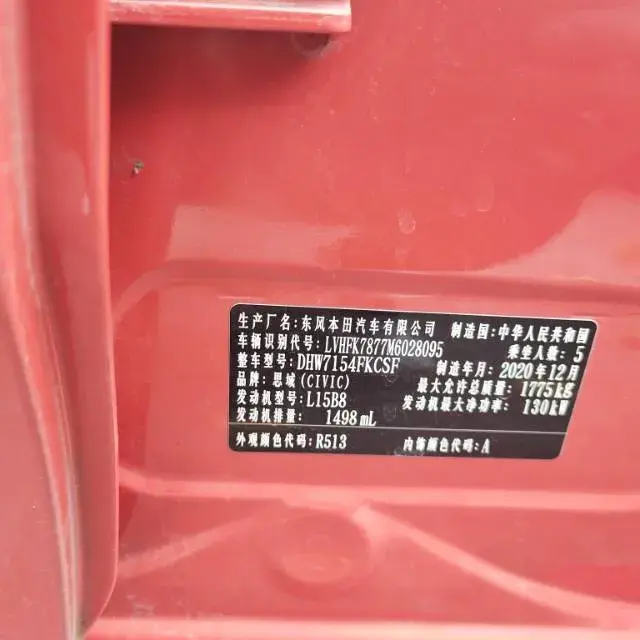 生产厂名:东风本田汽车有限公司 制造国:中华人民共和国
车辆识别代号:LVHFK7877M6028095 乘坐人数:5
整车型号:DHW7154FKCSF 制造年月:2020年12月
品牌:思域(CIVIC) 最大允许总质量:1775kg
发动机型号:L15B8 发动机最大净功率:130kW
发动机排量: 1498mL
外观颜色代码:R513 内饰颜色代码:A